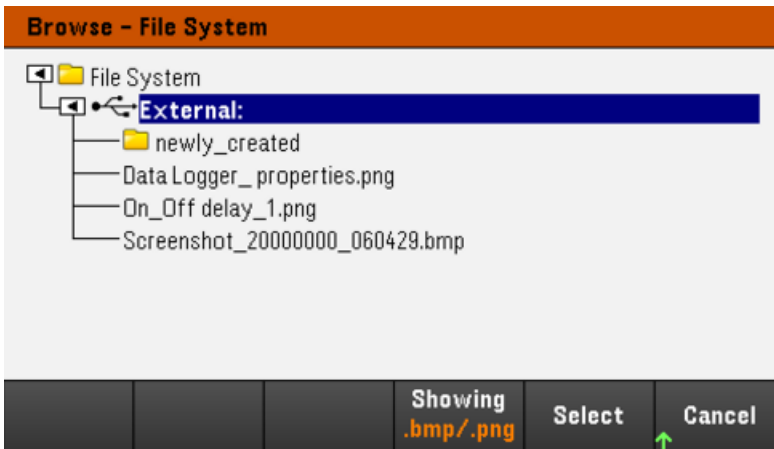 Browse - File System
File System
External:
newly_created
Data Logger_ properties.png
On_Off delay_1.png
Screenshot_20000000_060429.bmp
Showing
.bmp/.png
Select
Cancel